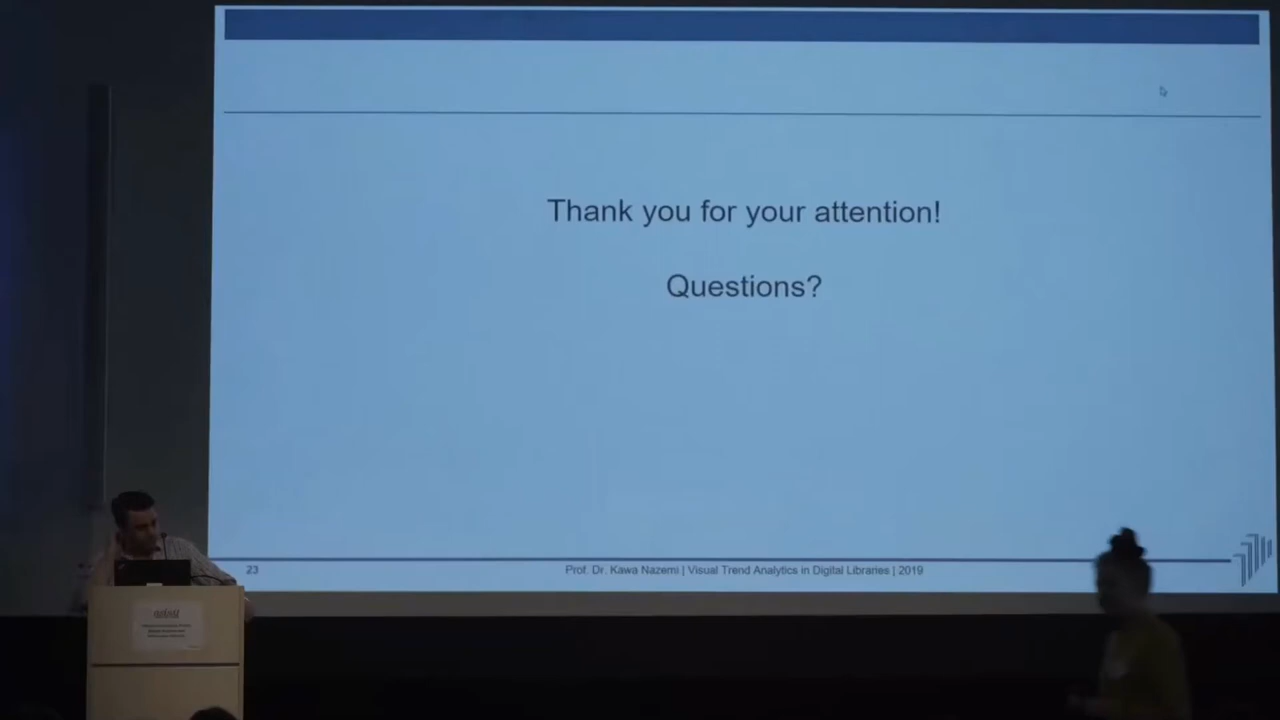 Thank you for your attention!
Questions?
23
Prof. Dr. Kawa Nazemi | Visual Trend Analytics in Digital Libraries | 2019